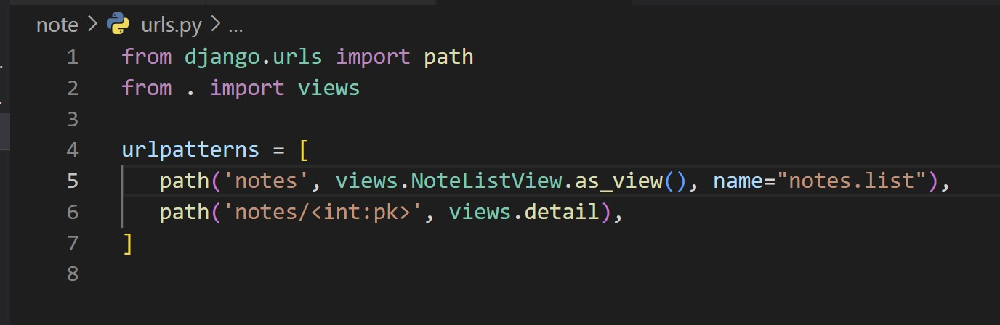 note > urls.py > ...
1 from django.urls import path
2 from . import views
3
4 urlpatterns = [
5    path('notes', views.NoteListView.as_view(), name="notes.list"),
6    path('notes/<int:pk>', views.detail),
7 ]
8